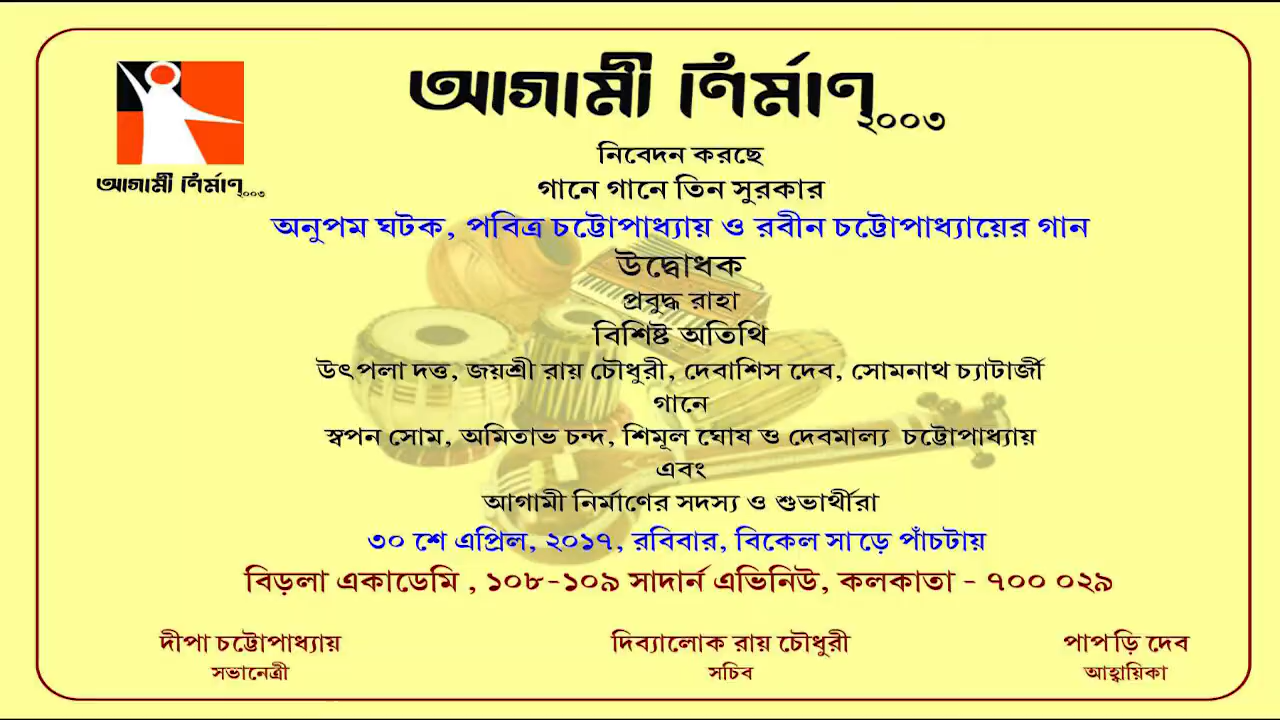 আগামী নির্মাণ ২০০৩
আগামী নির্মাণ ২০০৩
নিবেদন করছে
গানে গানে তিন সুরকার
অনুপম ঘটক, পবিত্র চট্টোপাধ্যায় ও রবীন চট্টোপাধ্যায়ের গান
উদ্বোধক
প্রবুদ্ধ রাহা
বিশিষ্ট অতিথি
উৎপলা দত্ত, জয়শ্রী রায় চৌধুরী, দেবাশিস দেব, সোমনাথ চ্যাটার্জী
গানে
স্বপন সোম, অমিতাভ চন্দ, শিমূল ঘোষ ও দেবমাল্য চট্টোপাধ্যায়
এবং
আগামী নির্মাণের সদস্য ও শুভার্থীরা
৩০ শে এপ্রিল, ২০১৭, রবিবার, বিকেল সাড়ে পাঁচটায়
বিড়লা একাডেমি , ১০৮-১০৯ সাদার্ন এভিনিউ, কলকাতা - ৭০০ ০২৯
দীপা চট্টোপাধ্যায় দিব্যালোক রায় চৌধুরী পাপড়ি দেব
সভানেত্রী সচিব আহ্বায়িকা